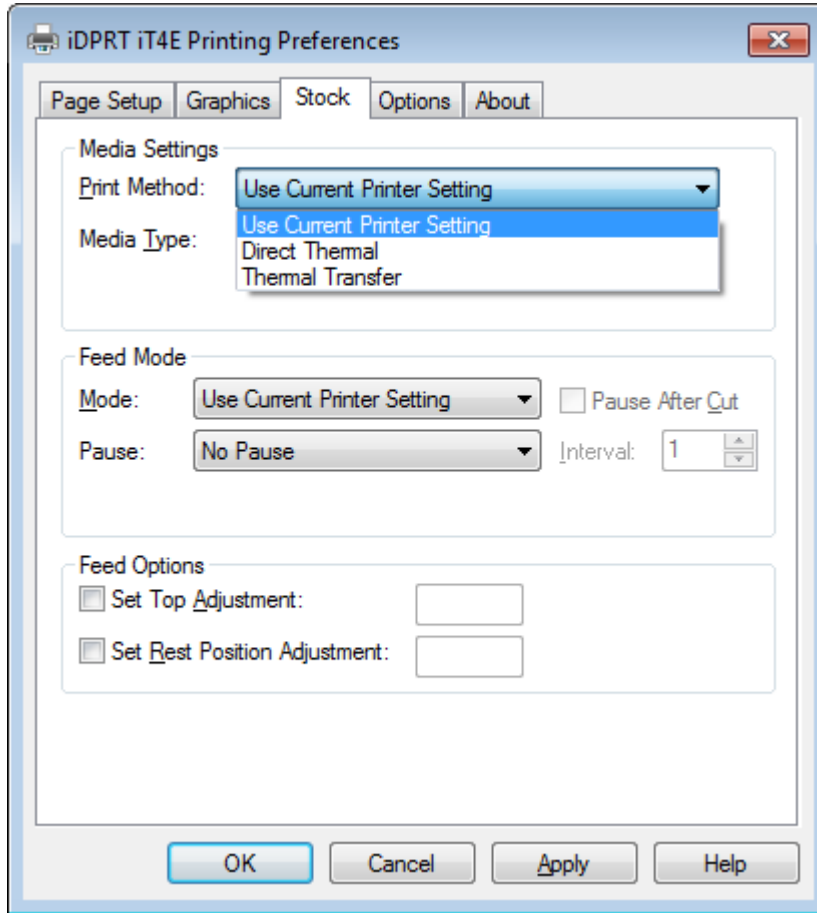 iDPRT iT4E Printing Preferences
Page Setup Graphics Stock Options About
Media Settings
Print Method: Use Current Printer Setting
Use Current Printer Setting
Media Type:
Direct Thermal
Thermal Transfer
Feed Mode
Mode: Use Current Printer Setting Pause After Cut
Pause: No Pause Interval: 1
Feed Options
Set Top Adjustment:
Set Rest Position Adjustment:
OK Cancel Apply Help